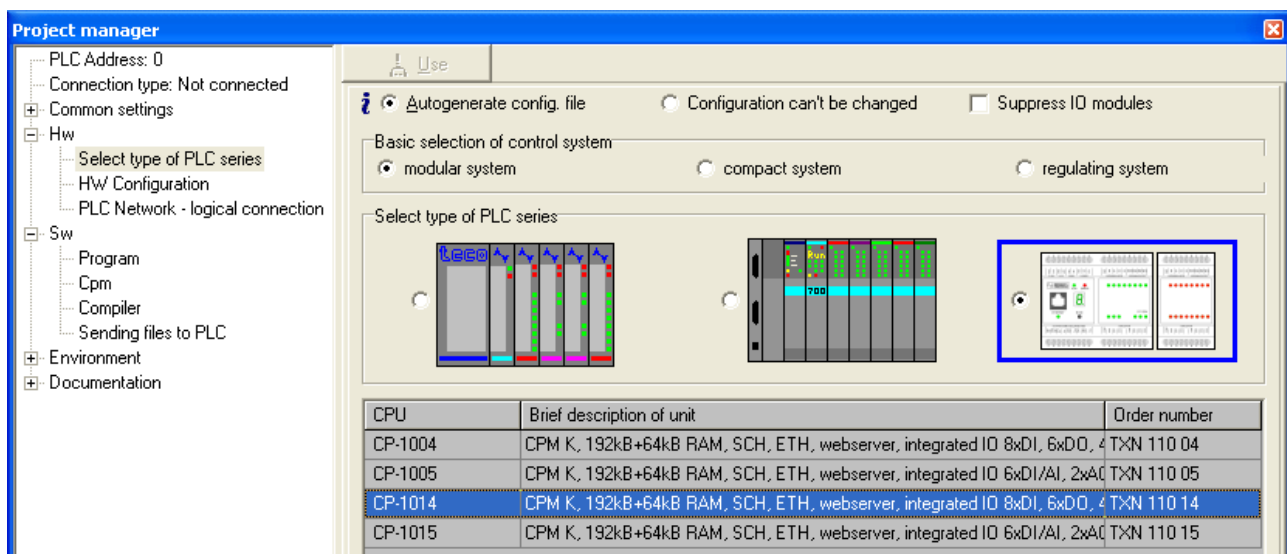 Project manager
PLC Address: 0
Connection type: Not connected
Common settings
Hw
Select type of PLC series
HW Configuration
PLC Network - logical connection
Sw
Program
Cpm
Compiler
Sending files to PLC
Environment
Documentation
Use
i Autogenerate config. file Configuration can't be changed Suppress IO modules
Basic selection of control system
modular system compact system regulating system
Select type of PLC series
teco
Run
700
CPU Brief description of unit Order number
CP-1004 CPM K, 192kB+64kB RAM, SCH, ETH, webserver, integrated IO 8xDI, 6xDO, 4 TXN 110 04
CP-1005 CPM K, 192kB+64kB RAM, SCH, ETH, webserver, integrated IO 6xDI/AI, 2xAO TXN 110 05
CP-1014 CPM K, 192kB+64kB RAM, SCH, ETH, webserver, integrated IO 8xDI, 6xDO, 4 TXN 110 14
CP-1015 CPM K, 192kB+64kB RAM, SCH, ETH, webserver, integrated IO 6xDI/AI, 2xAO TXN 110 15